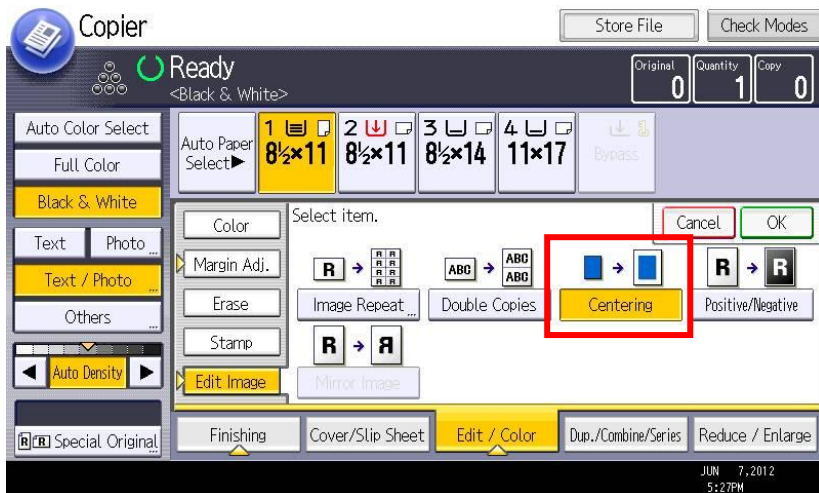 Copier
Store File
Check Modes
Ready
<Black & White>
Original
0
Quantity
1
Copy
0
Auto Color Select
Full Color
Black & White
Text
Photo
Text / Photo
Others
Auto Density
Special Original
Auto Paper
Select▶
1
8½×11
2
8½×11
3
8½×14
4
11×17
Bypass
Color
Margin Adj.
Erase
Stamp
Edit Image
Select item.
Cancel
OK
R
R R
R R
R R
R R
Image Repeat
ABC
ABC
ABC
Double Copies
Centering
R
R
Positive/Negative
R
Mirror Image
Finishing
Cover/Slip Sheet
Edit / Color
Dup./Combine/Series
Reduce / Enlarge
JUN 7,2012
5:27PM